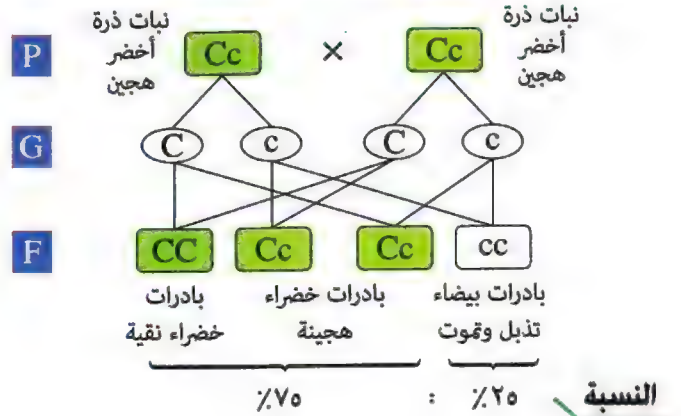 نبات ذرة
أخضر
هجين
نبات ذرة
أخضر
هجين
P
Cc
×
Cc
G
C
c
C
c
F
CC
Cc
Cc
cc
بادرات بيضاء
تذبل وتموت
بادرات خضراء
هجينة
بادرات
خضراء نقية
النسبة
٢٥٪ : ٧٥٪